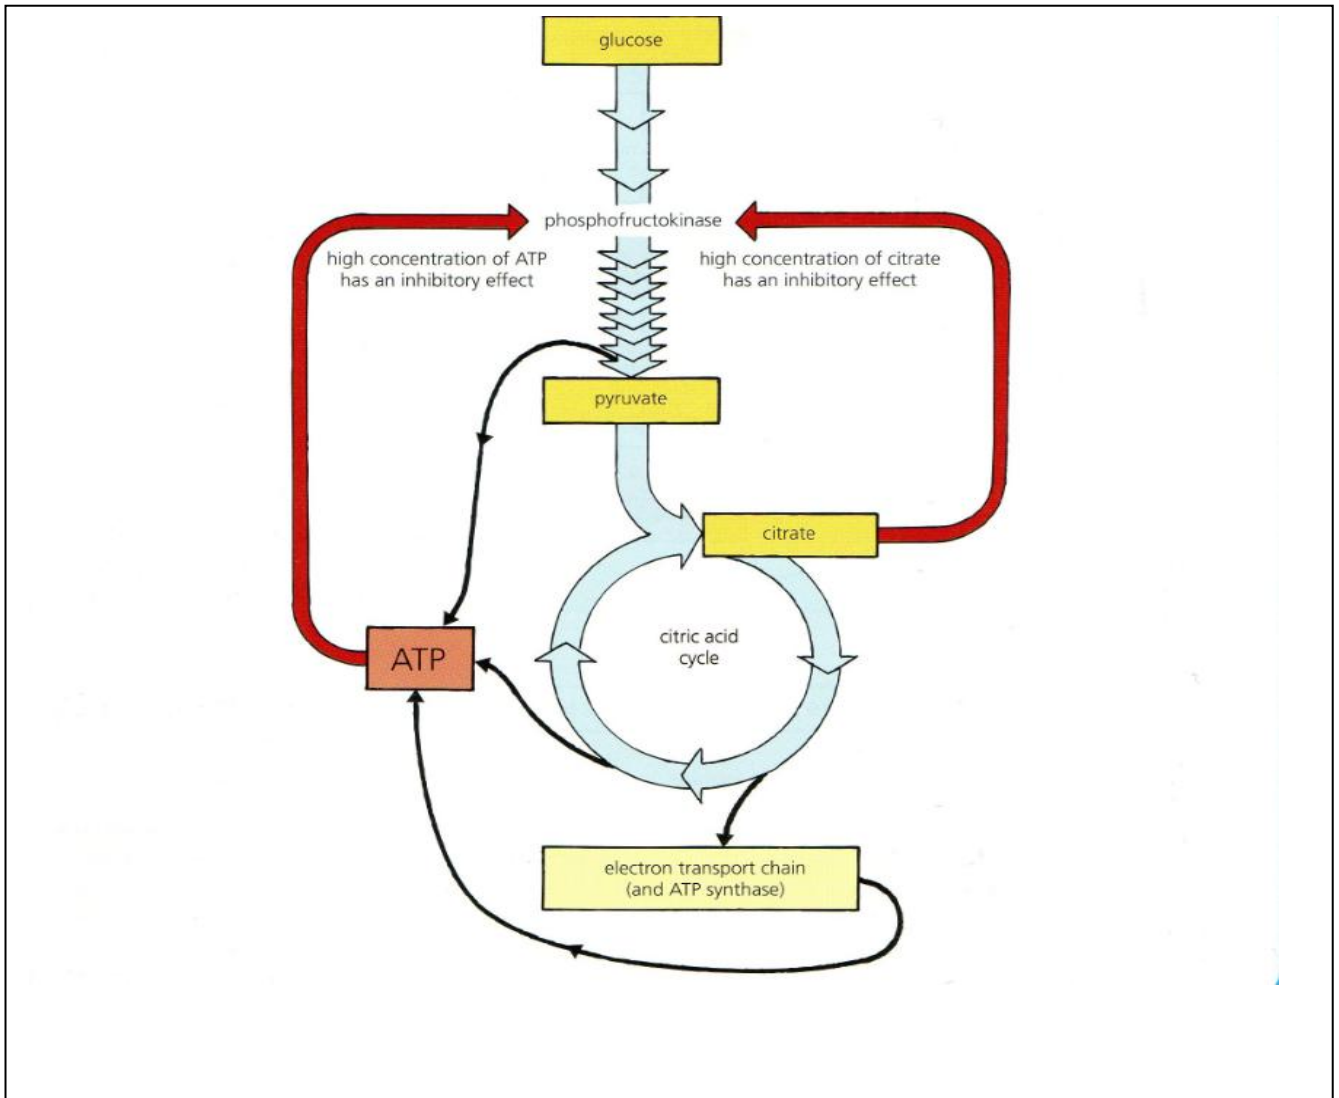 glucose
phosphofructokinase
high concentration of ATP
has an inhibitory effect
high concentration of citrate
has an inhibitory effect
pyruvate
citrate
citric acid
cycle
ATP
electron transport chain
(and ATP synthase)